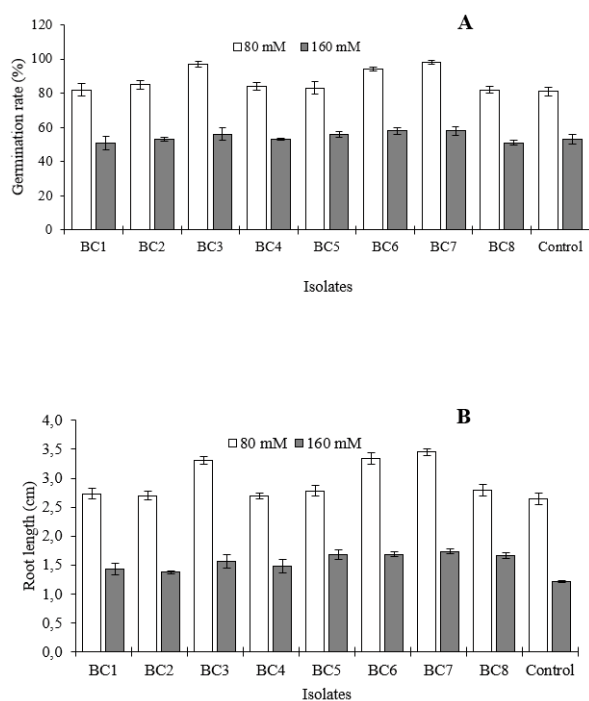 A
80 mM 160 mM
Germination rate (%)
120
100
80
60
40
20
0
BC1 BC2 BC3 BC4 BC5 BC6 BC7 BC8 Control
Isolates
B
80 mM 160 mM
Root length (cm)
4,0
3,5
3,0
2,5
2,0
1,5
1,0
0,5
0,0
BC1 BC2 BC3 BC4 BC5 BC6 BC7 BC8 Control
Isolates